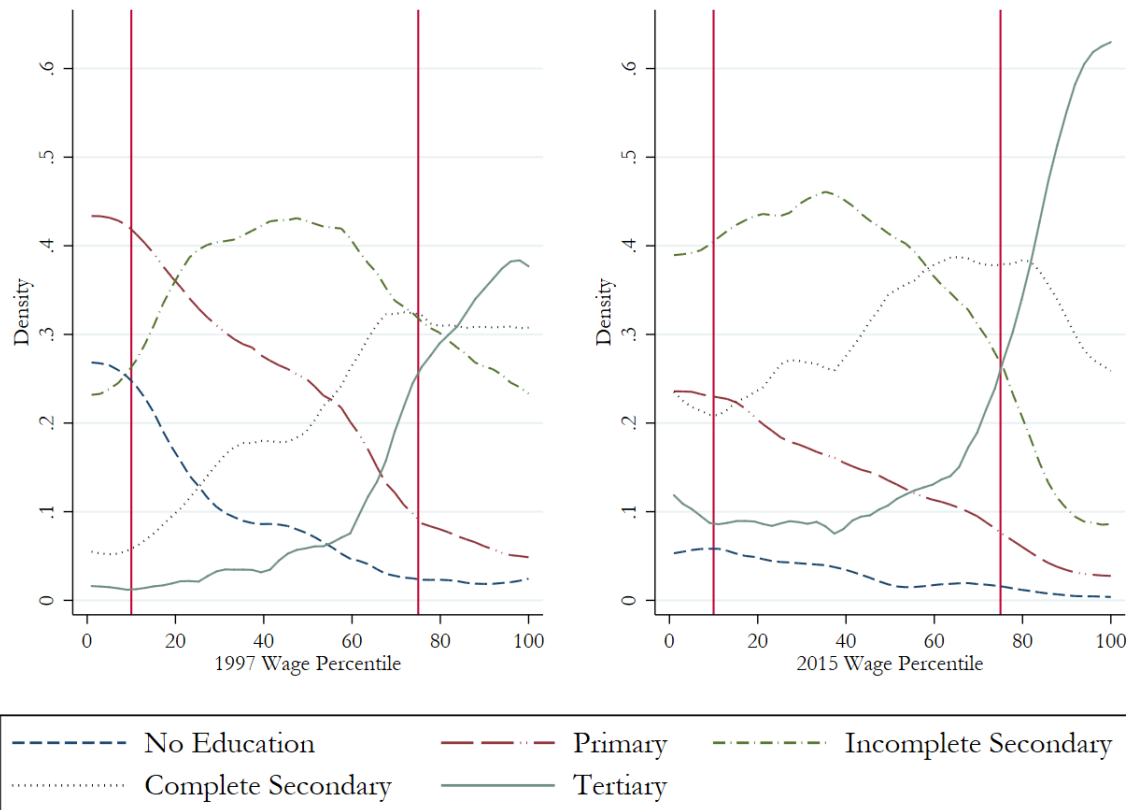 Density
.6
.5
.4
.3
.2
.1
0
0 20 40 60 80 100
1997 Wage Percentile
Density
.6
.5
.4
.3
.2
.1
0
0 20 40 60 80 100
2015 Wage Percentile
No Education Primary Incomplete Secondary
Complete Secondary Tertiary